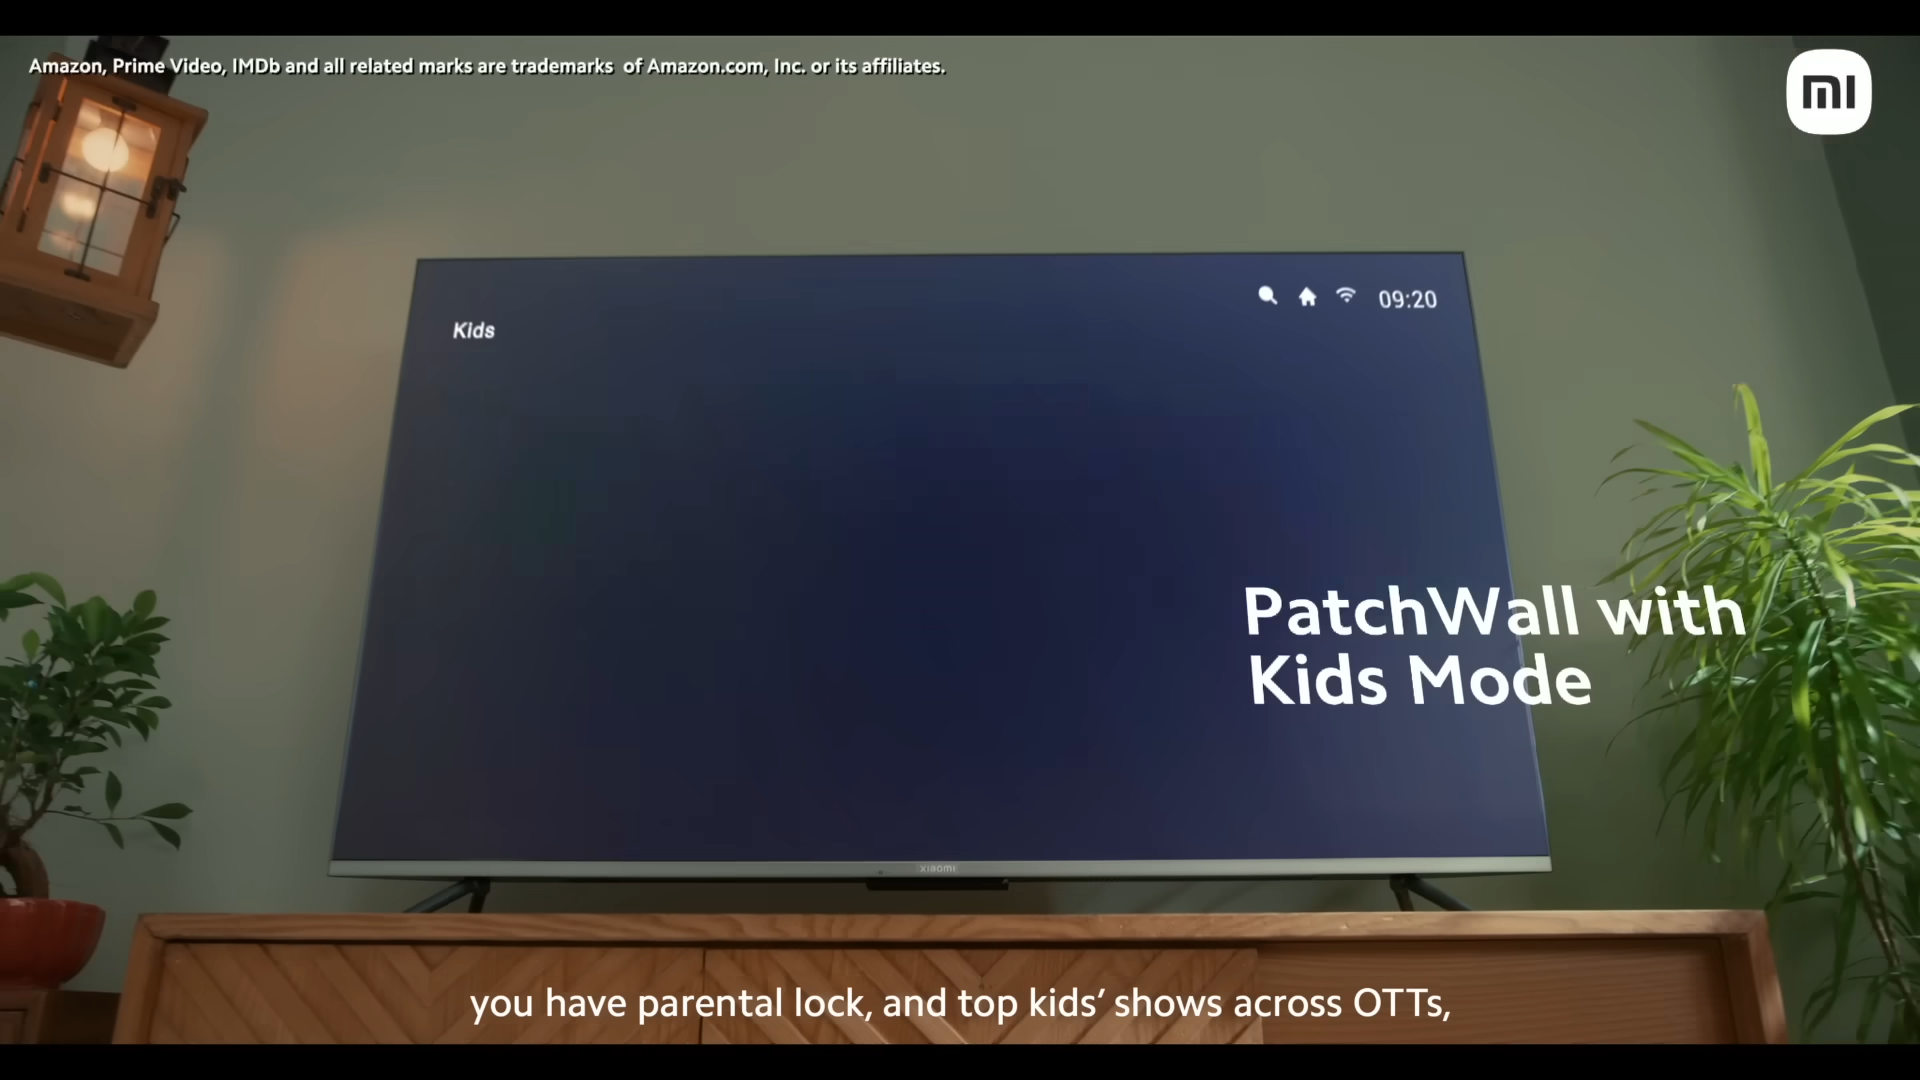 Amazon, Prime Video, IMDb and all related marks are trademarks of Amazon.com, Inc. or its affiliates.
mi
09:20
Kids
PatchWall with
Kids Mode
xiaomi
you have parental lock, and top kids’ shows across OTTs,